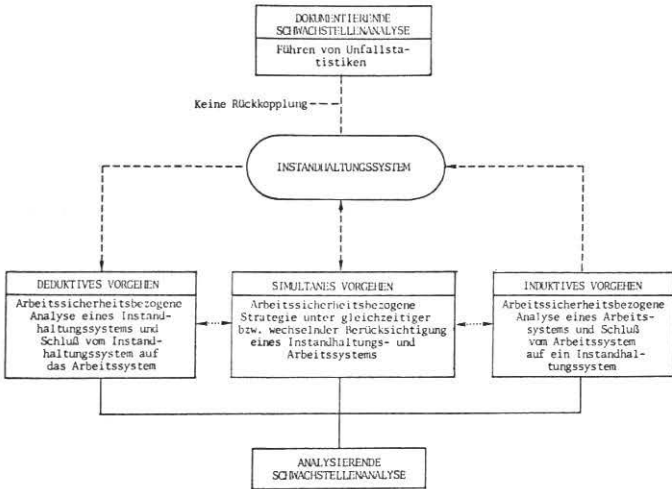 DOKUMENTIERENDE
SCHWACHSTELLENANALYSE
Führen von Unfallsta-
tistiken
Keine Rückkopplung
INSTANDHALTUNGSSYSTEM
DEDUKTIVES VORGEHEN
Arbeitssicherheitsbezogene
Analyse eines Instand-
haltungssystems und
Schluß vom Instand-
haltungssystem auf
das Arbeitssystem
SIMULTANES VORGEHEN
Arbeitssicherheitsbezogene
Strategie unter gleichzeitiger
bzw. wechselnder Berücksichtigung
eines Instandhaltungs- und
Arbeitssystems
INDUKTIVES VORGEHEN
Arbeitssicherheitsbezogene
Analyse eines Arbeits-
systems und Schluß
vom Arbeitssystem
auf ein Instandhal-
tungssystem
ANALYSIERENDE
SCHWACHSTELLENANALYSE